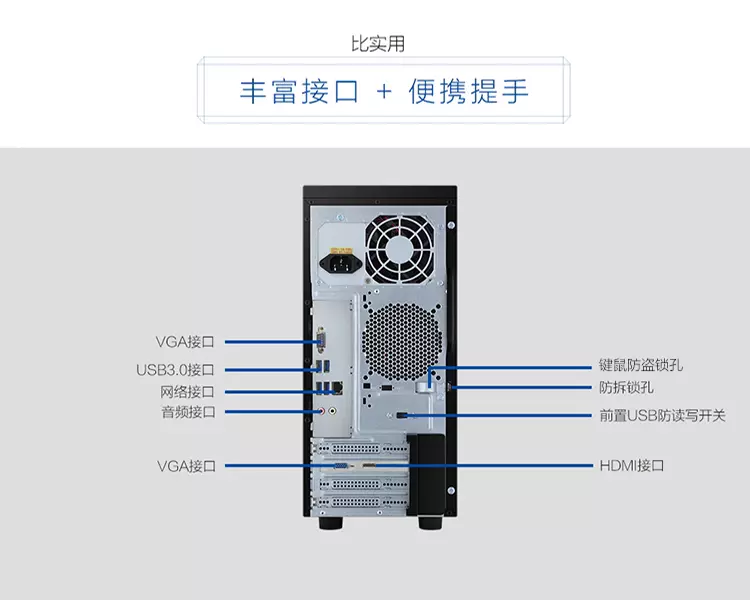 比实用
丰富接口 + 便携提手
VGA接口
USB3.0接口
网络接口
音频接口
VGA接口
键鼠防盗锁孔
防拆锁孔
前置USB防读写开关
HDMI接口